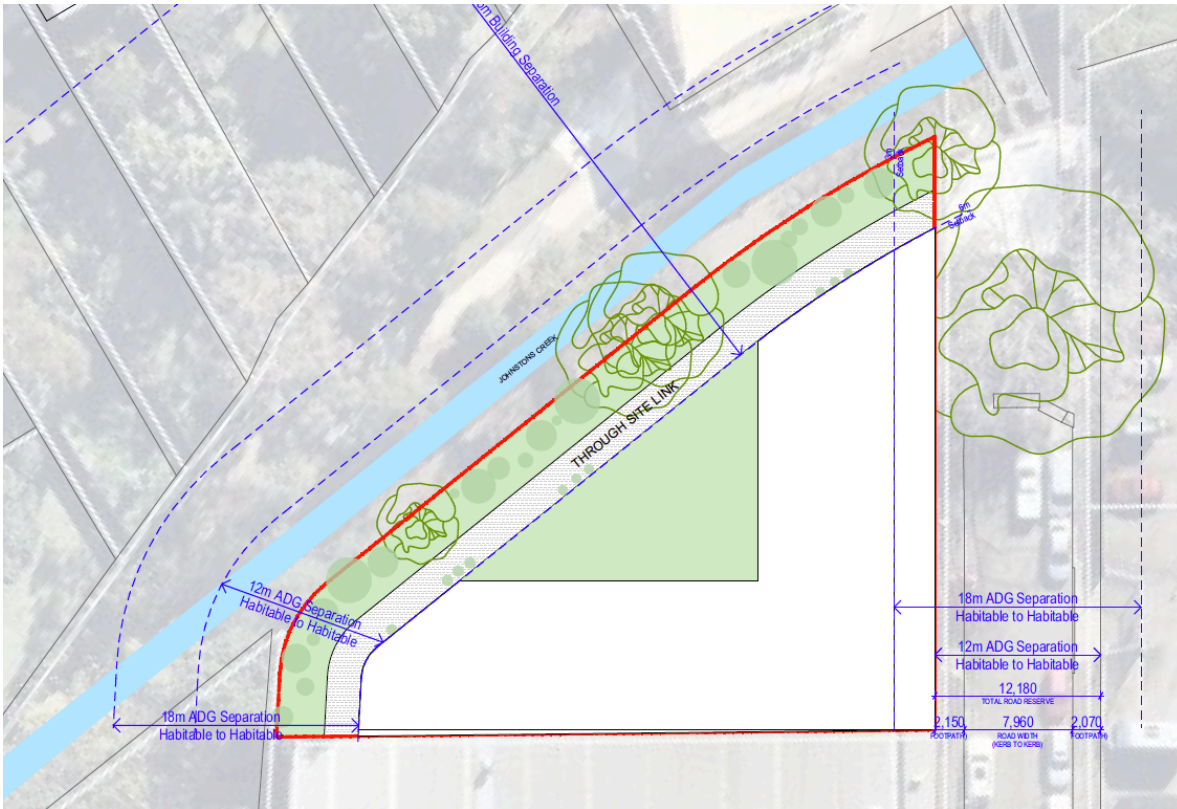 Building Separation
Setback
6m
Setback
JOHNSTONS CREEK
THROUGH SITE LINK
12m ADG Separation
Habitable to Habitable
18m ADG Separation
Habitable to Habitable
18m ADG Separation
Habitable to Habitable
12m ADG Separation
Habitable to Habitable
12,180
TOTAL ROAD RESERVE
2,150
7,960
2,070
FOOTPATH)
ROAD WIDTH
FOOTPATH)
(KERB TO KERB)